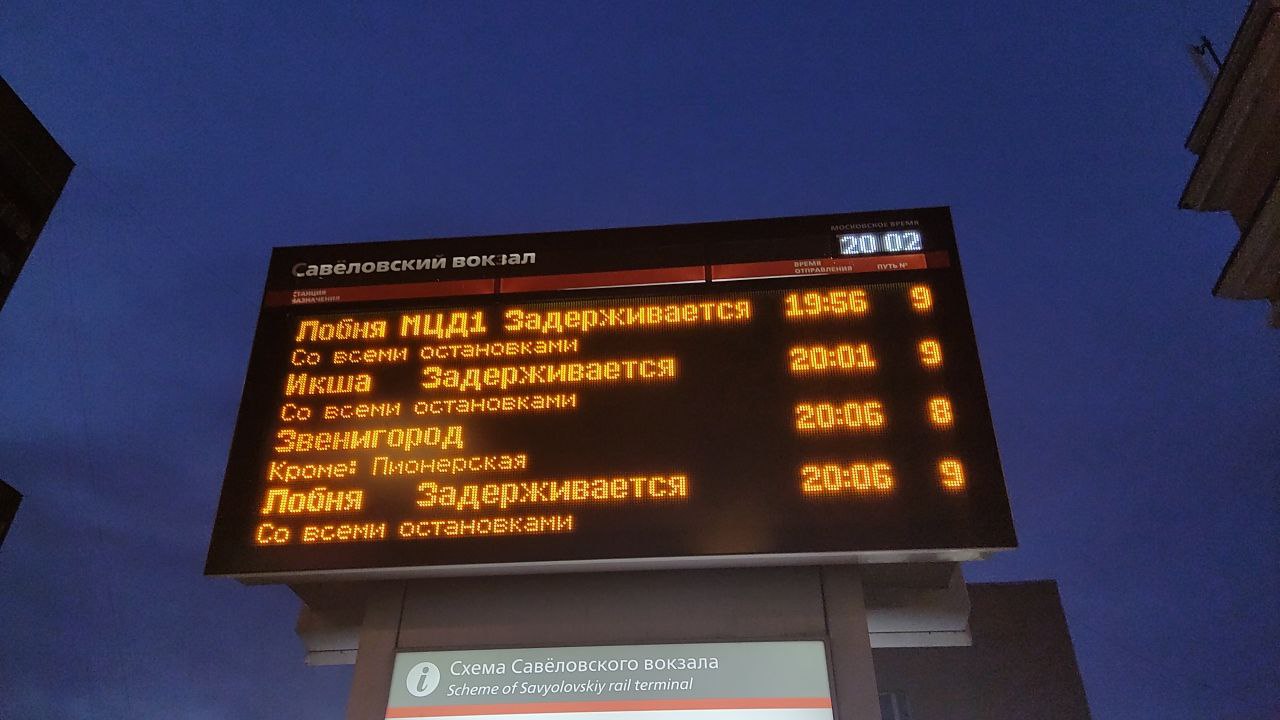 Савёловский вокзал
МОСКОВСКОЕ ВРЕМЯ
20 02
СТАНЦИЯ НАЗНАЧЕНИЯ
ВРЕМЯ ОТПРАВЛЕНИЯ
ПУТЬ №
Лобня МЦД1 Задерживается 19:56 9
Со всеми остановками
Икша Задерживается 20:01 9
Со всеми остановками
Звенигород 20:06 8
Кроме: Пионерская
Лобня Задерживается 20:06 9
Со всеми остановками
Схема Савёловского вокзала
Scheme of Savyolovskiy rail terminal